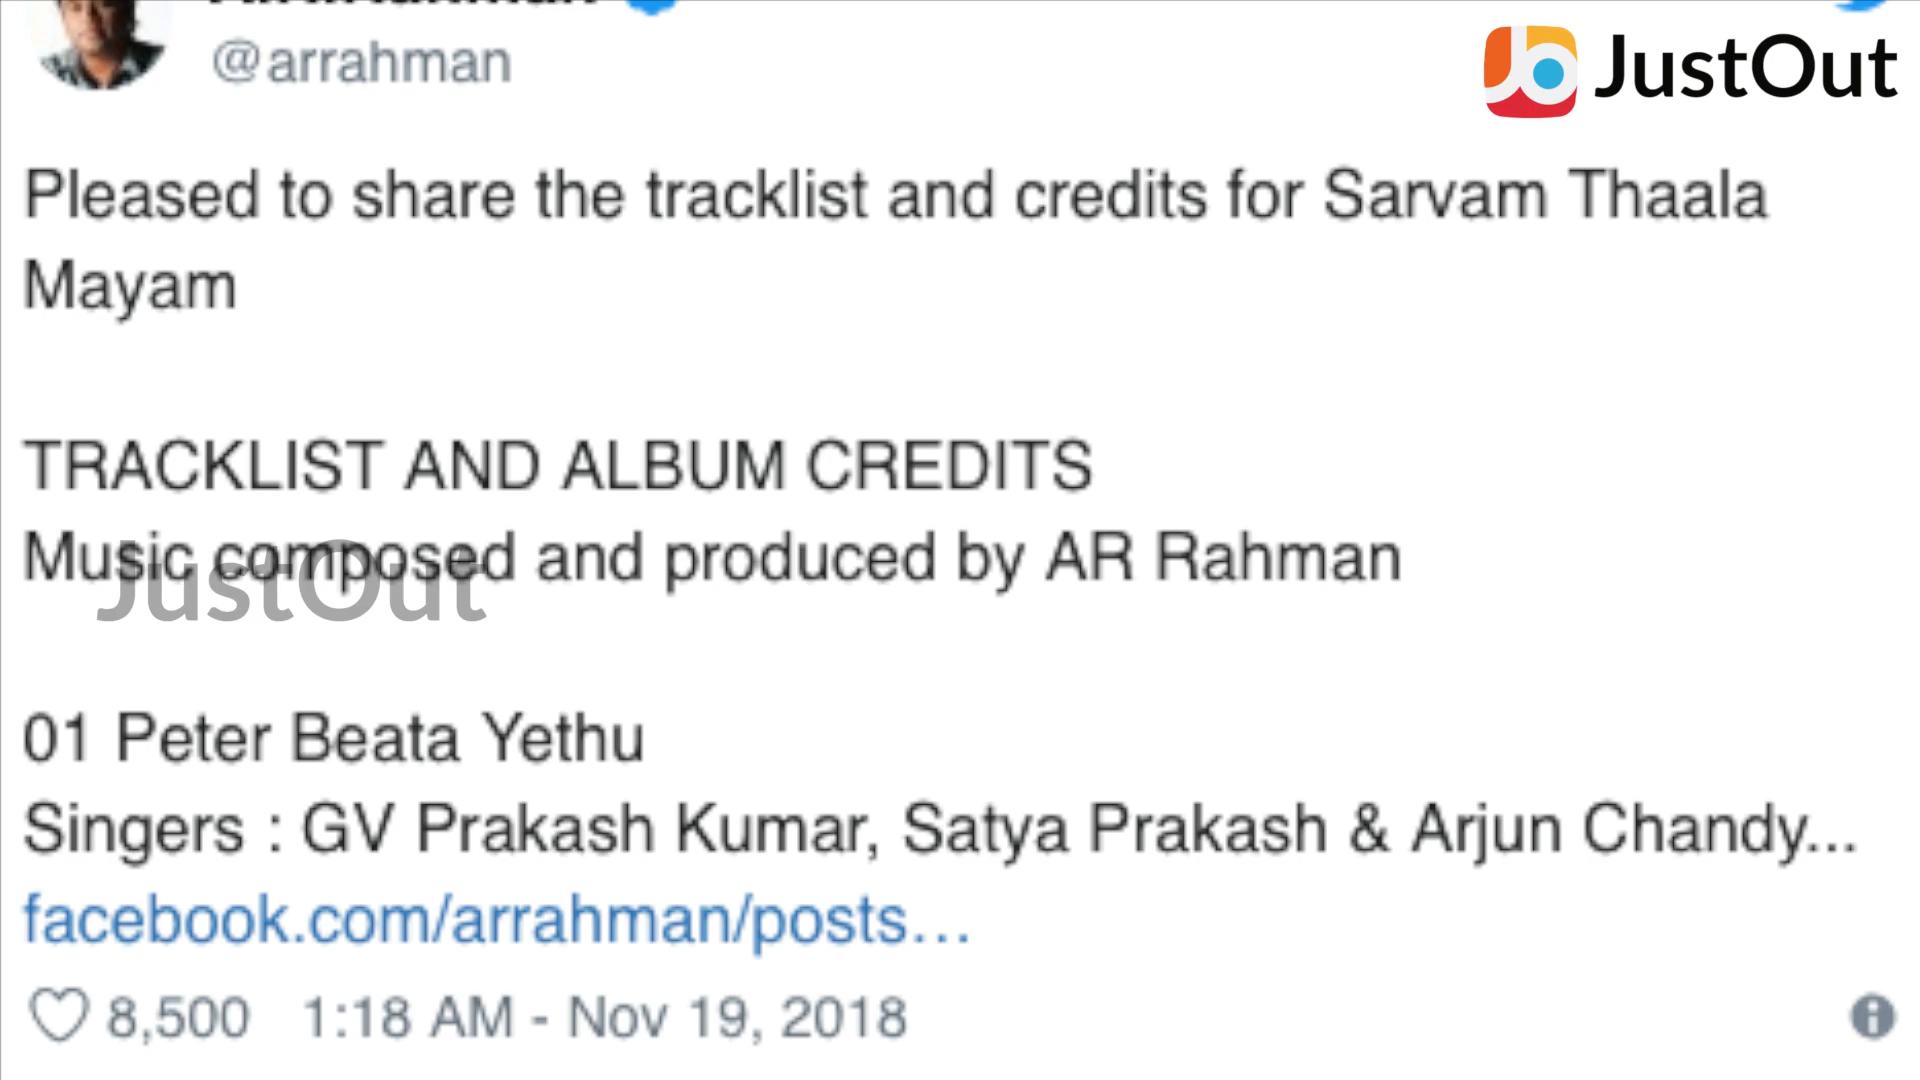 @arrahman
JustOut
Pleased to share the tracklist and credits for Sarvam Thaala
Mayam
TRACKLIST AND ALBUM CREDITS
Music composed and produced by AR Rahman
JustOut
01 Peter Beata Yethu
Singers : GV Prakash Kumar, Satya Prakash & Arjun Chandy...
facebook.com/arrahman/posts...
8,500 1:18 AM - Nov 19, 2018